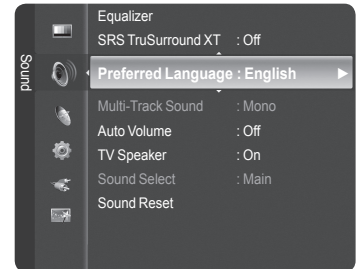 Sound
Equalizer
SRS TruSurround XT : Off
Preferred Language : English
Multi-Track Sound : Mono
Auto Volume : Off
TV Speaker : On
Sound Select : Main
Sound Reset